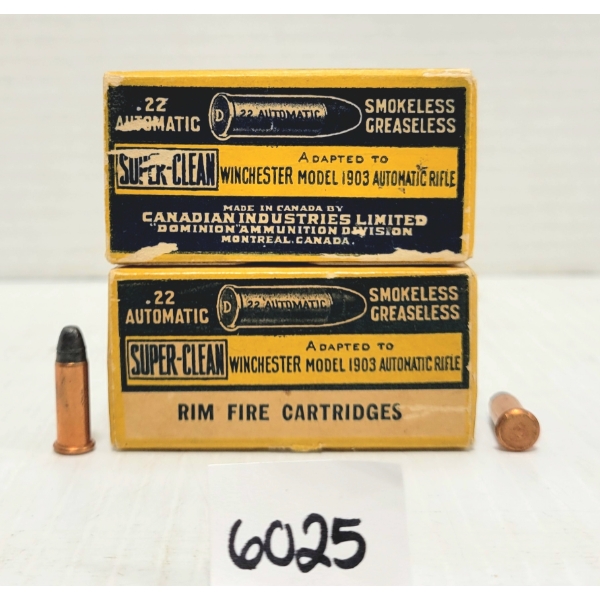 .22 AUTOMATIC
D .22 AUTOMATIC
SMOKELESS GREASELESS
SUPER-CLEAN
ADAPTED TO
WINCHESTER MODEL 1903 AUTOMATIC RIFLE
MADE IN CANADA BY
CANADIAN INDUSTRIES LIMITED
"DOMINION" AMMUNITION DIVISION
MONTREAL. CANADA.
.22 AUTOMATIC
D .22 AUTOMATIC
SMOKELESS GREASELESS
SUPER-CLEAN
ADAPTED TO
WINCHESTER MODEL 1903 AUTOMATIC RIFLE
RIM FIRE CARTRIDGES
6025